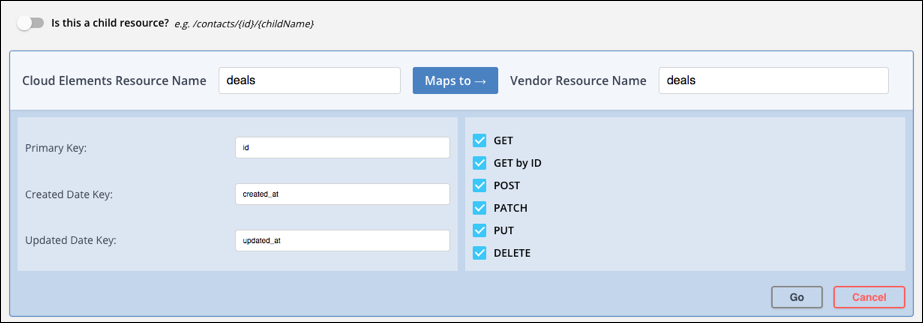 Is this a child resource? e.g. /contacts/{id}/{childName}
Cloud Elements Resource Name deals Maps to → Vendor Resource Name deals
Primary Key: id
Created Date Key: created_at
Updated Date Key: updated_at
GET
GET by ID
POST
PATCH
PUT
DELETE
Go Cancel